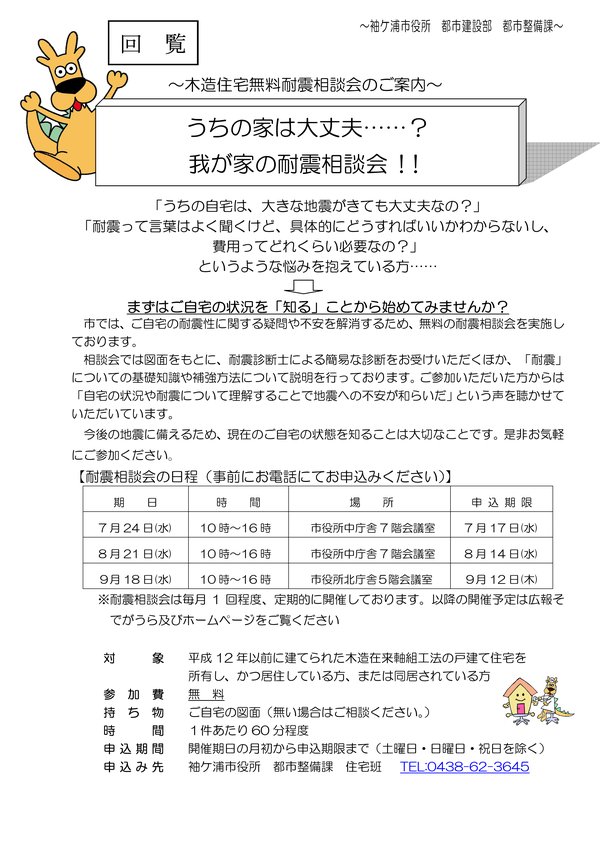 ～袖ケ浦市役所　都市建設部　都市整備課～
回　覧
～木造住宅無料耐震相談会のご案内～
うちの家は大丈夫……？
我が家の耐震相談会！！
「うちの自宅は、大きな地震がきても大丈夫なの？」
「耐震って言葉はよく聞くけど、具体的にどうすればいいかわからないし、
費用ってどれくらい必要なの？」
というような悩みを抱えている方……
まずはご自宅の状況を「知る」ことから始めてみませんか？
市では、ご自宅の耐震性に関する疑問や不安を解消するため、無料の耐震相談会を実施し
ております。
相談会では図面をもとに、耐震診断士による簡易な診断をお受けいただくほか、「耐震」
についての基礎知識や補強方法について説明を行っております。ご参加いただいた方からは
「自宅の状況や耐震について理解することで地震への不安が和らいだ」という声を聴かせて
いただいています。
今後の地震に備えるため、現在のご自宅の状態を知ることは大切なことです。是非お気軽
にご参加ください。
【耐震相談会の日程（事前にお電話にてお申込みください）】
期　日　時　間　場　所　申込期限
7月24日(水)　10時～16時　市役所中庁舎7階会議室　7月17日(水)
8月21日(水)　10時～16時　市役所中庁舎7階会議室　8月14日(水)
9月18日(水)　10時～16時　市役所北庁舎5階会議室　9月12日(木)
※耐震相談会は毎月1回程度、定期的に開催しております。以降の開催予定は広報そ
でがうら及びホームページをご覧ください
対　象　平成12年以前に建てられた木造在来軸組工法の戸建て住宅を
所有し、かつ居住している方、または同居されている方
参加費　無　料
持ち物　ご自宅の図面（無い場合はご相談ください。）
時　間　1件あたり60分程度
申込期間　開催期日の月初から申込期限まで（土曜日・日曜日・祝日を除く）
申込み先　袖ケ浦市役所　都市整備課　住宅班　TEL:0438-62-3645